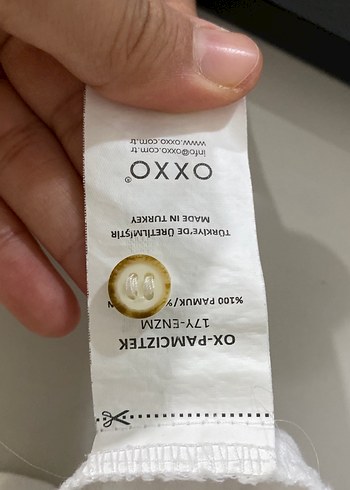 OX-PAMCIZTEK
17Y-ENZM
%100 PAMUK/%
TÜRKİYE'DE ÜRETİLMİŞTİR
MADE IN TURKEY
OXXO®
info@oxxo.com.tr
www.oxxo.com.tr